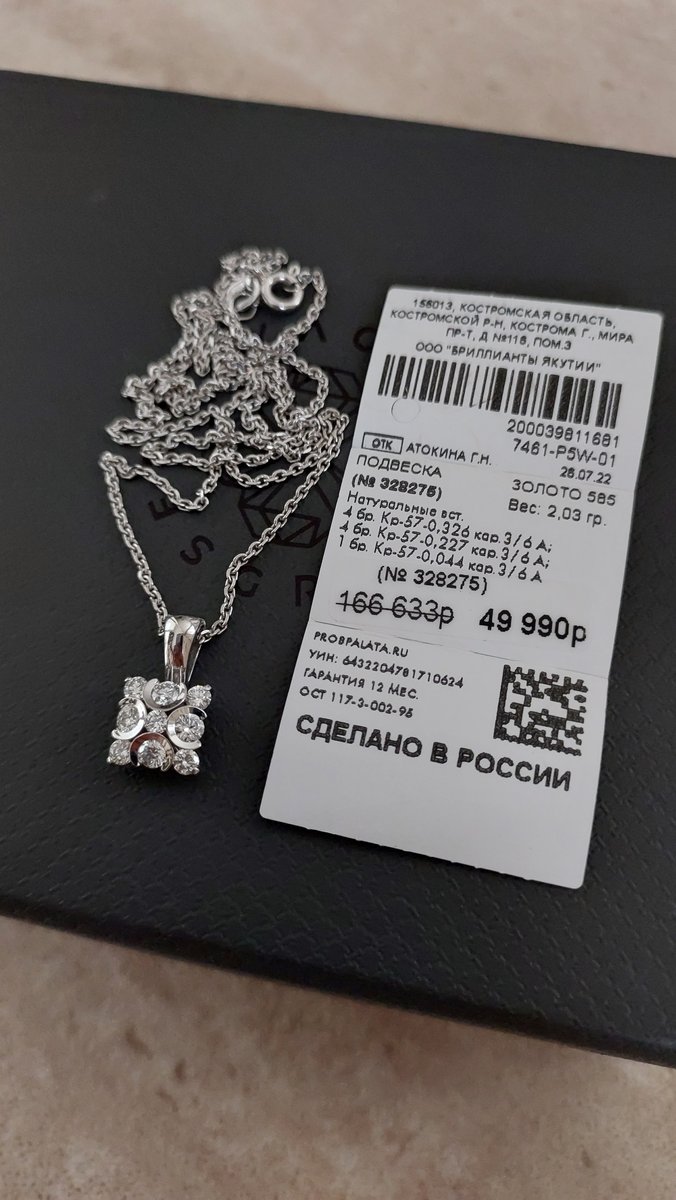 156013, КОСТРОМСКАЯ ОБЛАСТЬ,
КОСТРОМСКОЙ Р-Н, КОСТРОМА Г., МИРА
ПР-Т, Д №116, ПОМ.3
ООО "БРИЛЛИАНТЫ ЯКУТИИ"
200039811681
7461-P5W-01
ОТК АТОКИНА Г.Н. 28.07.22
ПОДВЕСКА ЗОЛОТО 585
(№ 328275) Вес: 2,03 гр.
Натуральные вст.
4 бр. Кр-57-0,326 кар.3/6 А;
4 бр. Кр-57-0,227 кар.3/6 А;
1 бр. Кр-57-0,044 кар.3/6 А
(№ 328275)
166 633р 49 990р
PROBPALATA.RU
УИН: 6432204781710624
ГАРАНТИЯ 12 МЕС.
ОСТ 117-3-002-95
СДЕЛАНО В РОССИИ